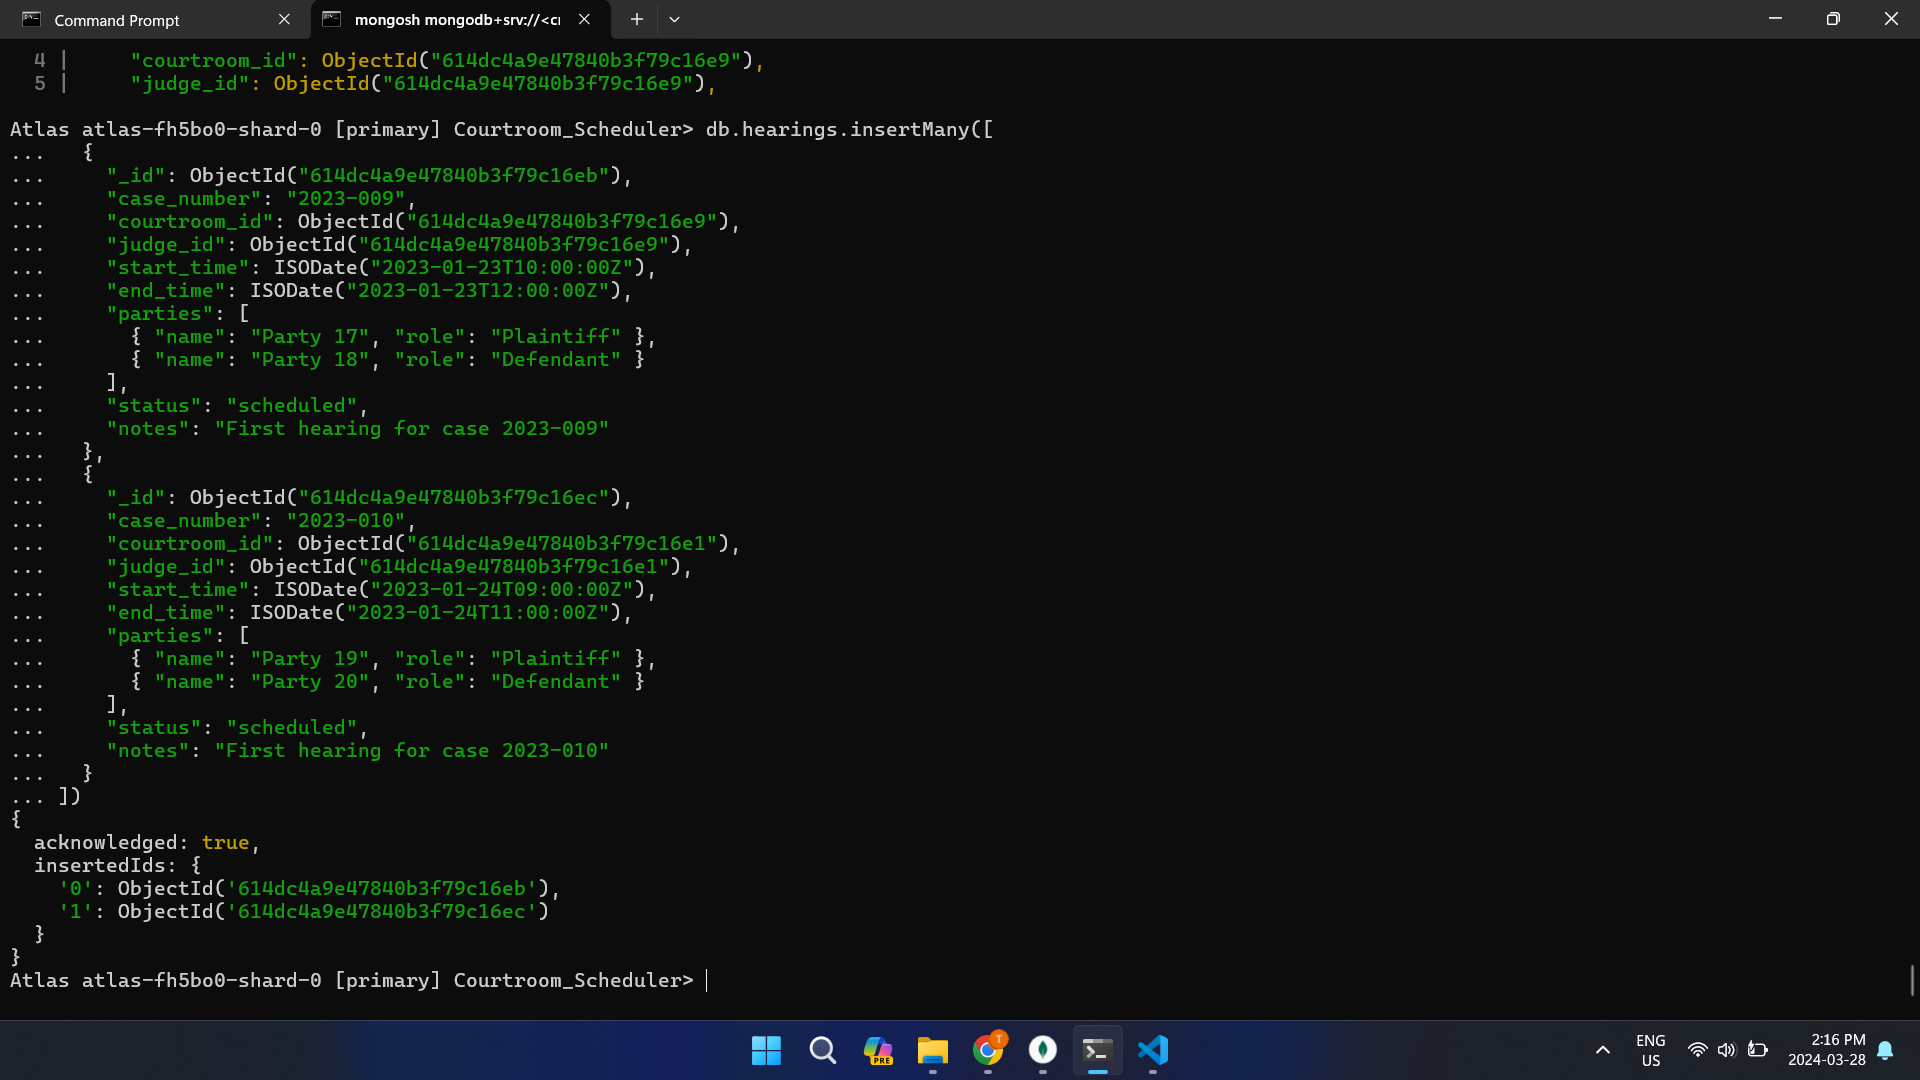 Command Prompt
mongosh mongodb+srv://<cr
4 |     "courtroom_id": ObjectId("614dc4a9e47840b3f79c16e9"),
5 |     "judge_id": ObjectId("614dc4a9e47840b3f79c16e9"),
Atlas atlas-fh5bo0-shard-0 [primary] Courtroom_Scheduler> db.hearings.insertMany([
...   {
...     "_id": ObjectId("614dc4a9e47840b3f79c16eb"),
...     "case_number": "2023-009",
...     "courtroom_id": ObjectId("614dc4a9e47840b3f79c16e9"),
...     "judge_id": ObjectId("614dc4a9e47840b3f79c16e9"),
...     "start_time": ISODate("2023-01-23T10:00:00Z"),
...     "end_time": ISODate("2023-01-23T12:00:00Z"),
...     "parties": [
...       { "name": "Party 17", "role": "Plaintiff" },
...       { "name": "Party 18", "role": "Defendant" }
...     ],
...     "status": "scheduled",
...     "notes": "First hearing for case 2023-009"
...   },
...   {
...     "_id": ObjectId("614dc4a9e47840b3f79c16ec"),
...     "case_number": "2023-010",
...     "courtroom_id": ObjectId("614dc4a9e47840b3f79c16e1"),
...     "judge_id": ObjectId("614dc4a9e47840b3f79c16e1"),
...     "start_time": ISODate("2023-01-24T09:00:00Z"),
...     "end_time": ISODate("2023-01-24T11:00:00Z"),
...     "parties": [
...       { "name": "Party 19", "role": "Plaintiff" },
...       { "name": "Party 20", "role": "Defendant" }
...     ],
...     "status": "scheduled",
...     "notes": "First hearing for case 2023-010"
...   }
... ])
{
  acknowledged: true,
  insertedIds: {
    '0': ObjectId('614dc4a9e47840b3f79c16eb'),
    '1': ObjectId('614dc4a9e47840b3f79c16ec')
  }
}
Atlas atlas-fh5bo0-shard-0 [primary] Courtroom_Scheduler>
PRE
T
ENG
US
2:16 PM
2024-03-28